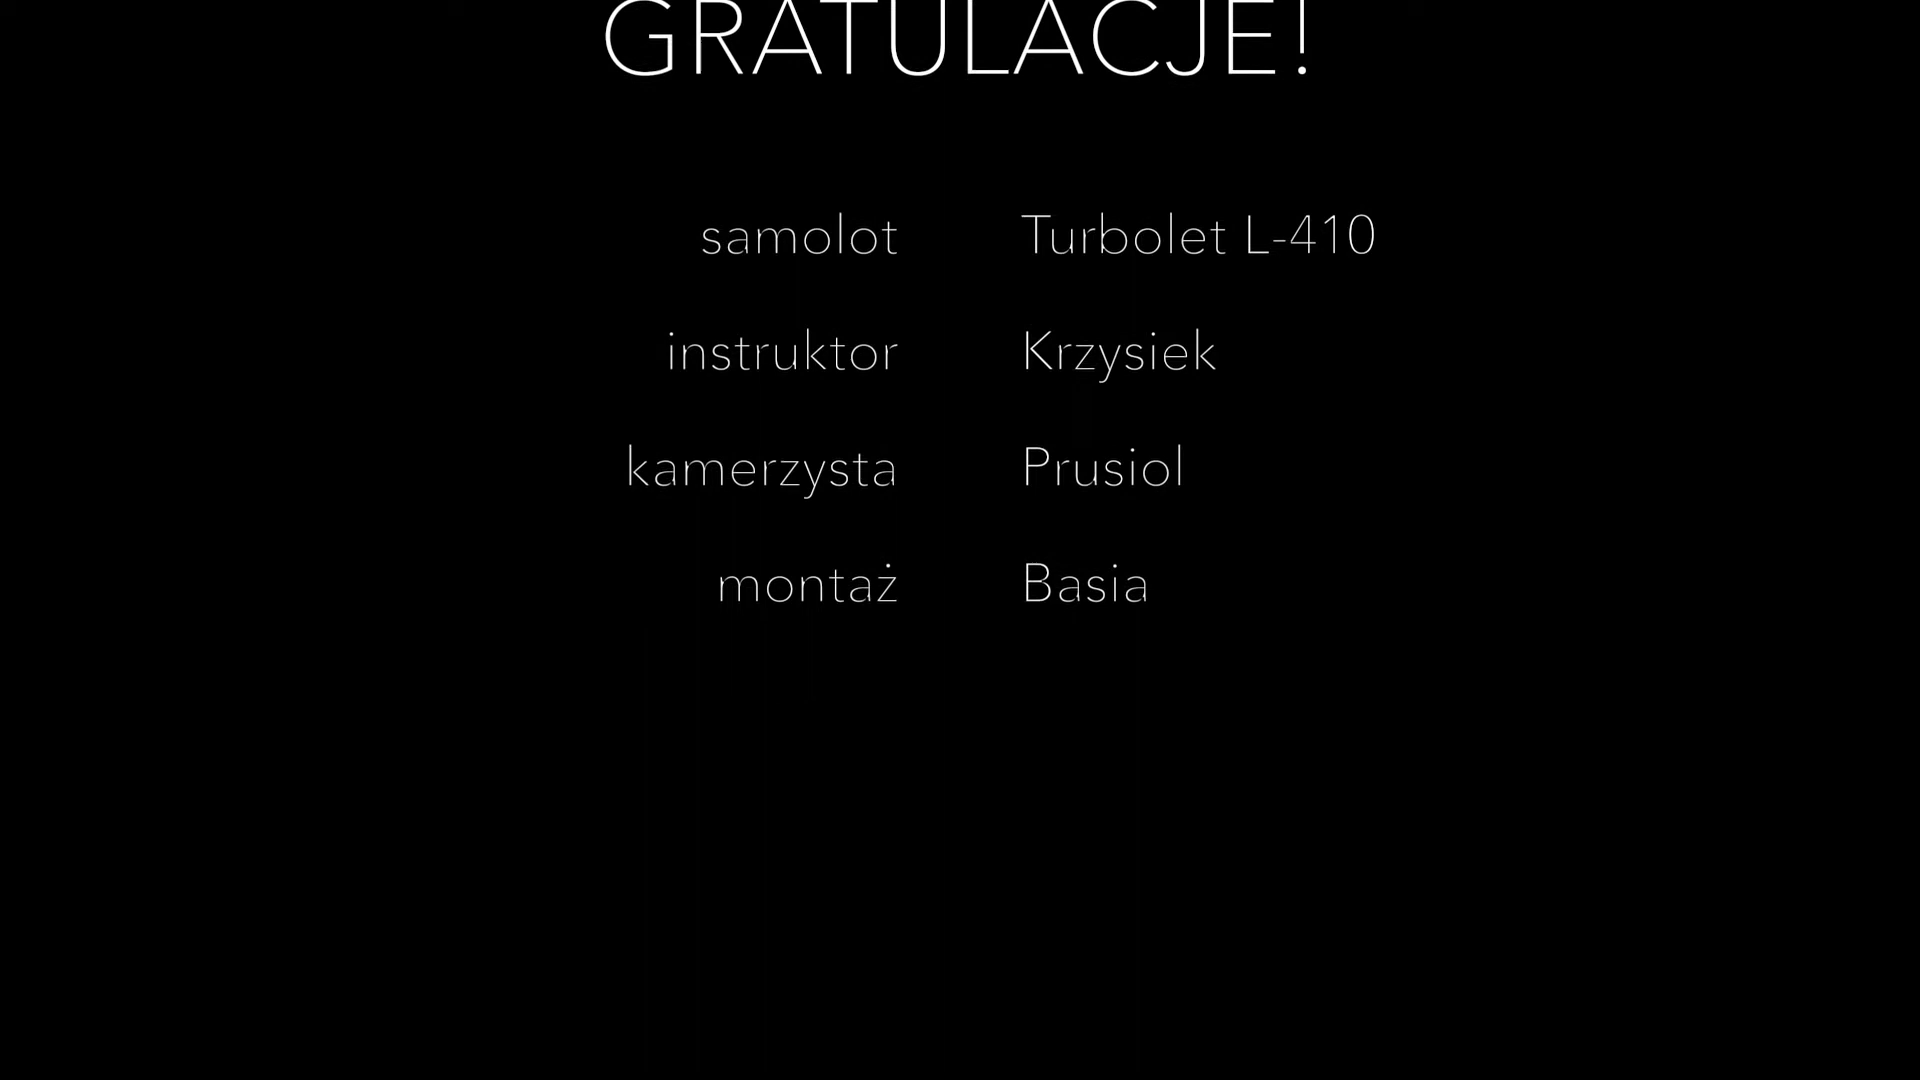 GRATULACJE!
samolot Turbolet L-410
instruktor Krzysiek
kamerzysta Prusiol
montaż Basia